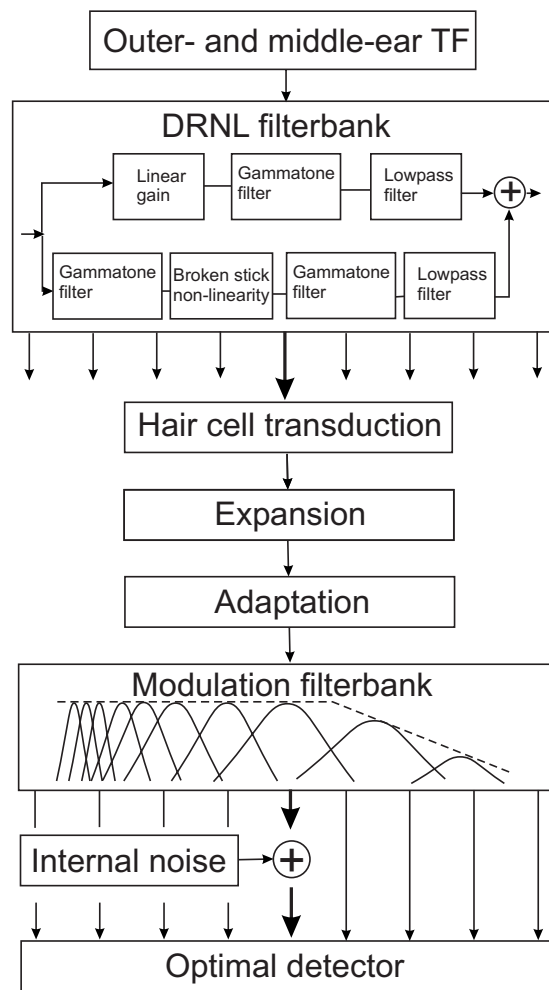 Outer- and middle-ear TF
DRNL filterbank
Linear
gain
Gammatone
filter
Lowpass
filter
+
Gammatone
filter
Broken stick
non-linearity
Gammatone
filter
Lowpass
filter
Hair cell transduction
Expansion
Adaptation
Modulation filterbank
Internal noise
+
Optimal detector